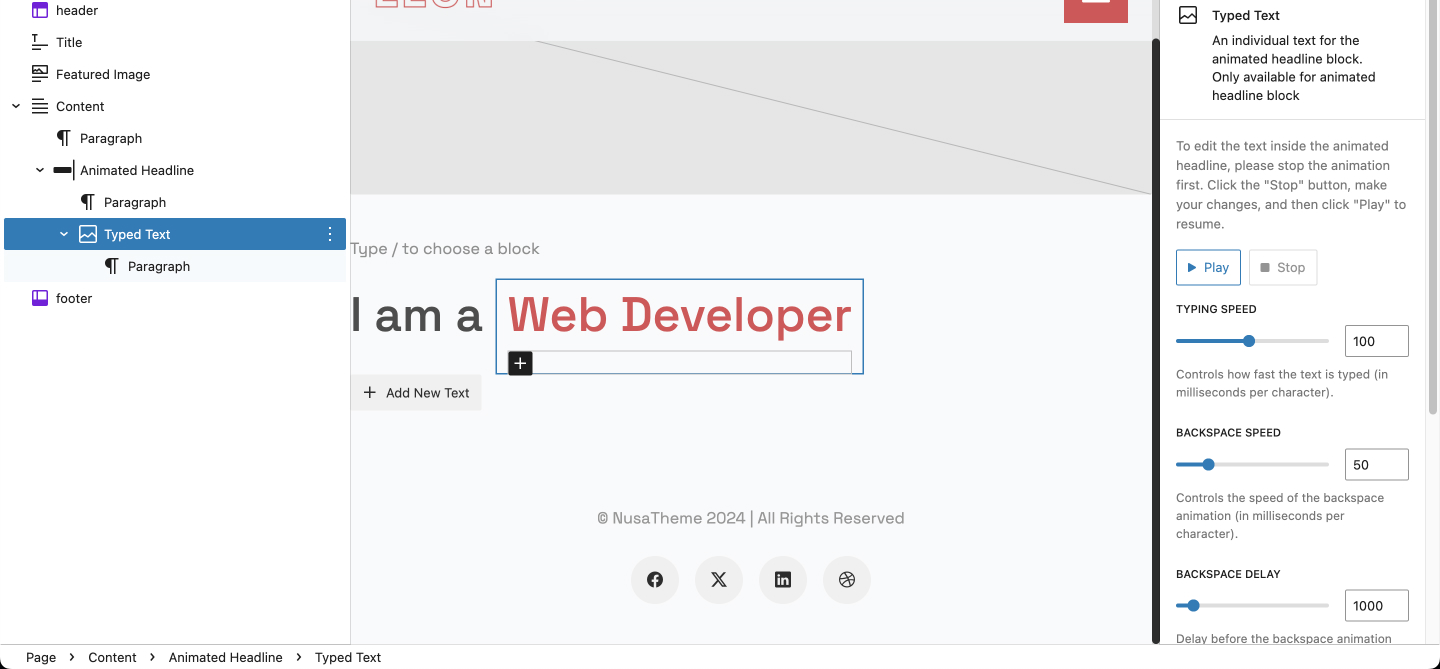 header
Title
Featured Image
Content
Paragraph
Animated Headline
Paragraph
Typed Text
Paragraph
footer
Type / to choose a block
I am a Web Developer
Add New Text
© NusaTheme 2024 | All Rights Reserved
Typed Text
An individual text for the
animated headline block.
Only available for animated
headline block
To edit the text inside the animated
headline, please stop the animation
first. Click the "Stop" button, make
your changes, and then click "Play" to
resume.
Play Stop
TYPING SPEED
100
Controls how fast the text is typed (in
milliseconds per character).
BACKSPACE SPEED
50
Controls the speed of the backspace
animation (in milliseconds per
character).
BACKSPACE DELAY
1000
Delay before the backspace animation
Page > Content > Animated Headline > Typed Text